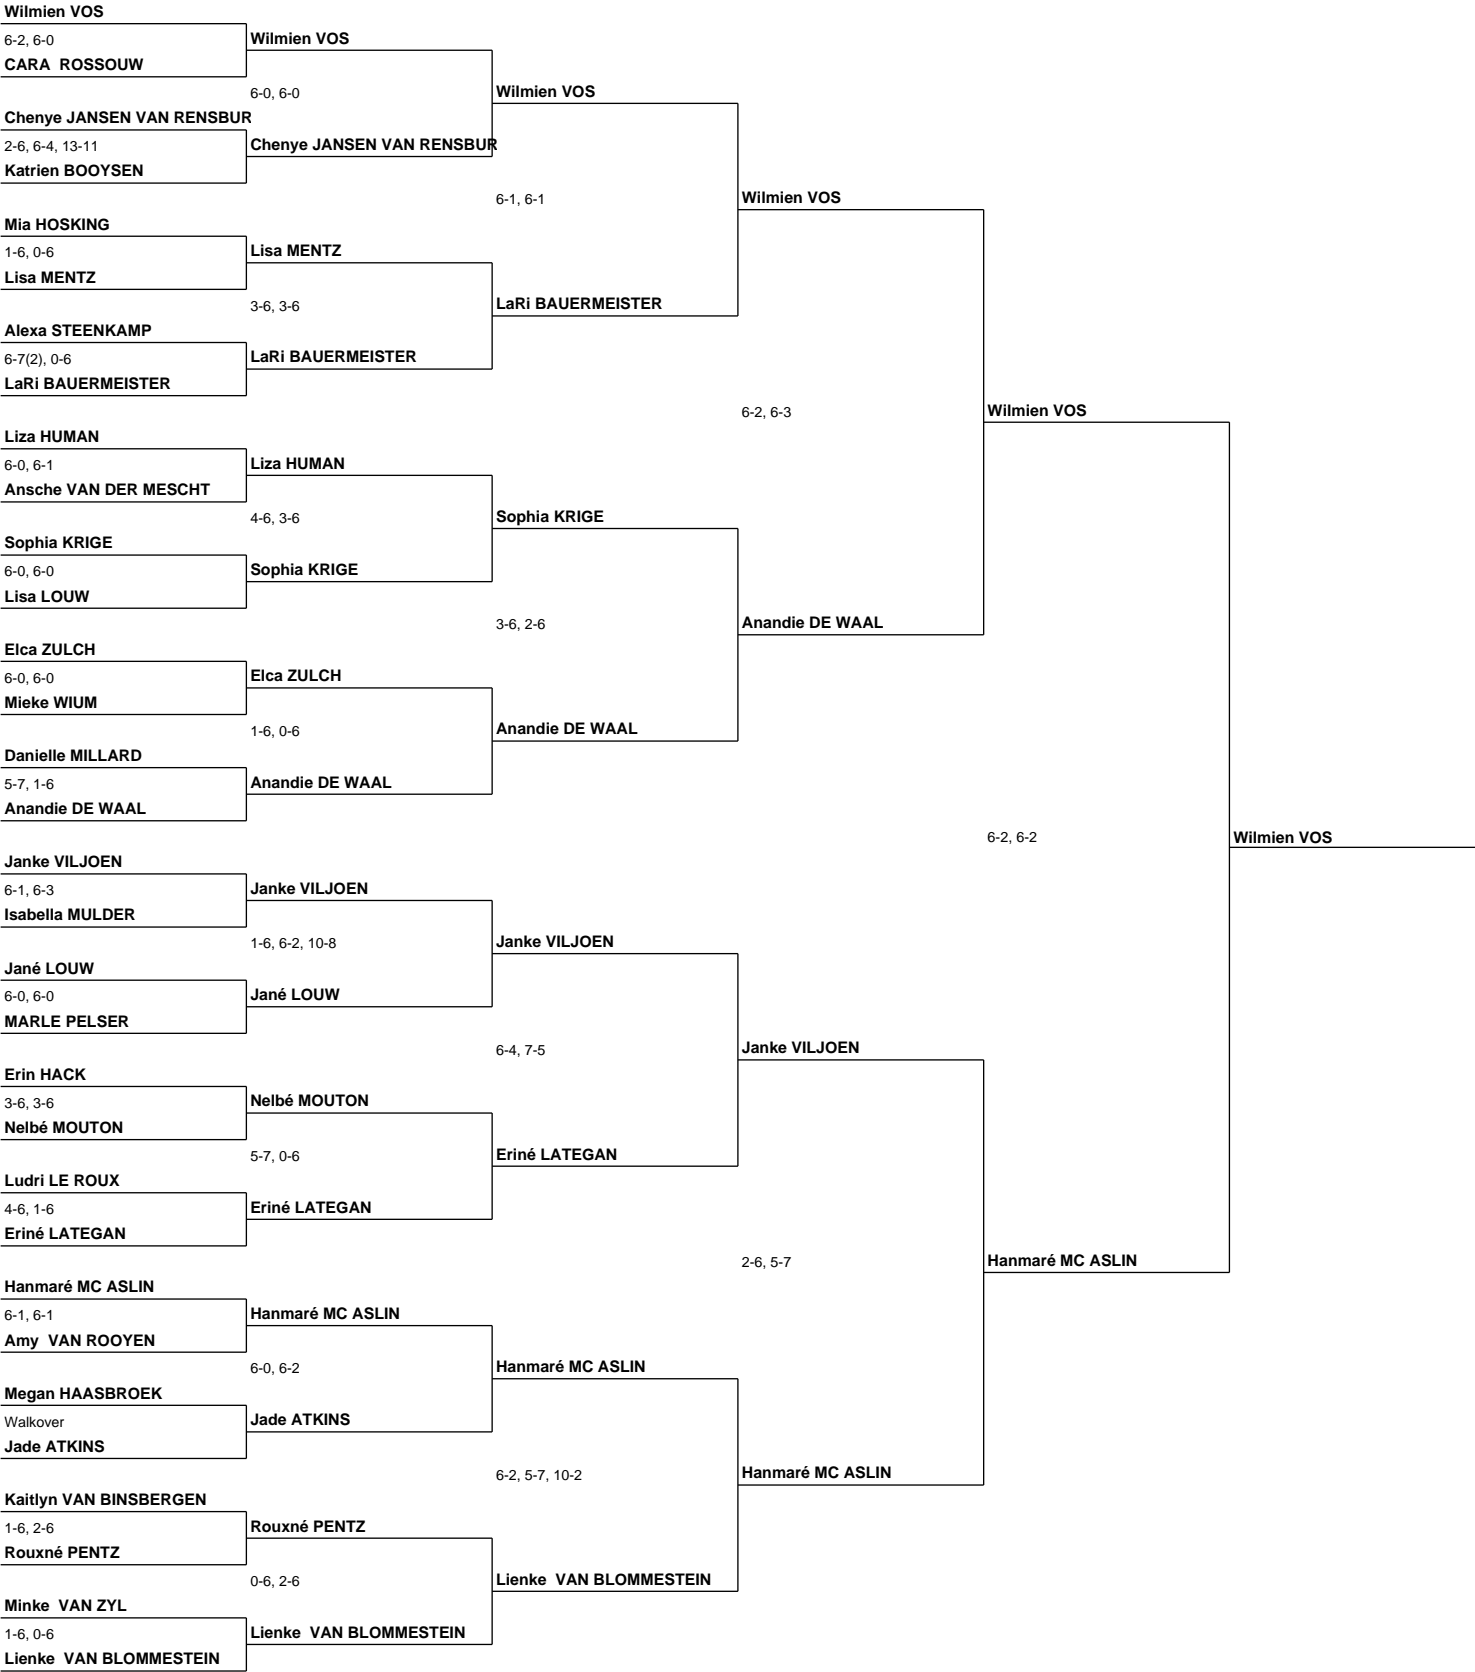 Wilmien VOS
6-2, 6-0
CARA  ROSSOUW
Chenye JANSEN VAN RENSBUR
2-6, 6-4, 13-11
Katrien BOOYSEN
Mia HOSKING
1-6, 0-6
Lisa MENTZ
Alexa STEENKAMP
6-7(2), 0-6
LaRi BAUERMEISTER
Liza HUMAN
6-0, 6-1
Ansche VAN DER MESCHT
Sophia KRIGE
6-0, 6-0
Lisa LOUW
Elca ZULCH
6-0, 6-0
Mieke WIUM
Danielle MILLARD
5-7, 1-6
Anandie DE WAAL
Janke VILJOEN
6-1, 6-3
Isabella MULDER
Jané LOUW
6-0, 6-0
MARLE PELSER
Erin HACK
3-6, 3-6
Nelbé MOUTON
Ludri LE ROUX
4-6, 1-6
Eriné LATEGAN
Hanmaré MC ASLIN
6-1, 6-1
Amy  VAN ROOYEN
Megan HAASBROEK
Walkover
Jade ATKINS
Kaitlyn VAN BINSBERGEN
1-6, 2-6
Rouxné PENTZ
Minke  VAN ZYL
1-6, 0-6
Lienke  VAN BLOMMESTEIN
Wilmien VOS
6-0, 6-0
Chenye JANSEN VAN RENSBUR
Lisa MENTZ
3-6, 3-6
LaRi BAUERMEISTER
Liza HUMAN
4-6, 3-6
Sophia KRIGE
Elca ZULCH
1-6, 0-6
Anandie DE WAAL
Janke VILJOEN
1-6, 6-2, 10-8
Jané LOUW
Nelbé MOUTON
5-7, 0-6
Eriné LATEGAN
Hanmaré MC ASLIN
6-0, 6-2
Jade ATKINS
Rouxné PENTZ
0-6, 2-6
Lienke  VAN BLOMMESTEIN
Wilmien VOS
6-1, 6-1
LaRi BAUERMEISTER
Sophia KRIGE
3-6, 2-6
Anandie DE WAAL
Janke VILJOEN
6-4, 7-5
Eriné LATEGAN
Hanmaré MC ASLIN
6-2, 5-7, 10-2
Lienke  VAN BLOMMESTEIN
Wilmien VOS
6-2, 6-3
Anandie DE WAAL
Janke VILJOEN
2-6, 5-7
Hanmaré MC ASLIN
Wilmien VOS
6-2, 6-2
Hanmaré MC ASLIN
Wilmien VOS